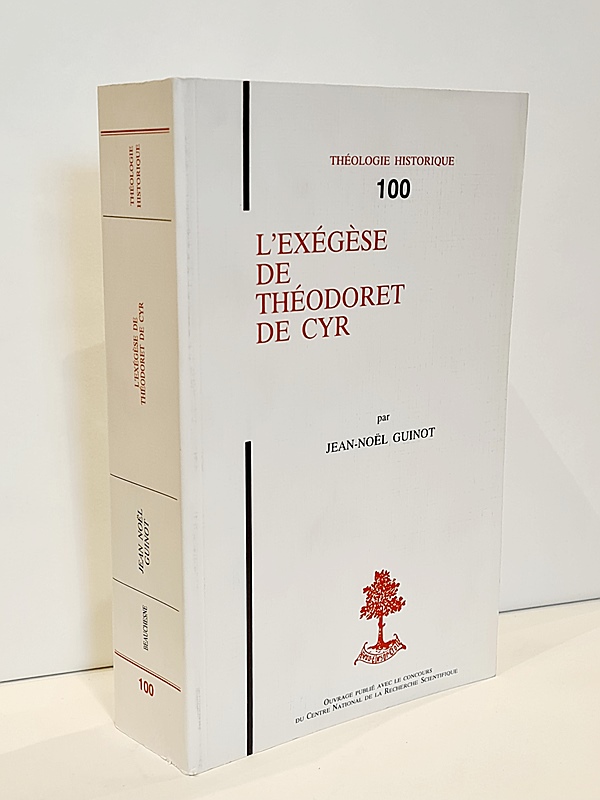 THÉOLOGIE HISTORIQUE
100
L'EXÉGÈSE
DE
THÉODORET
DE CYR
par
JEAN-NOËL GUINOT
OUVRAGE PUBLIÉ AVEC LE CONCOURS
DU CENTRE NATIONAL DE LA RECHERCHE SCIENTIFIQUE
THÉOLOGIE
HISTORIQUE
L'EXÉGÈSE DE
THÉODORET DE CYR
JEAN NOËL
GUINOT
BEAUCHESNE
100